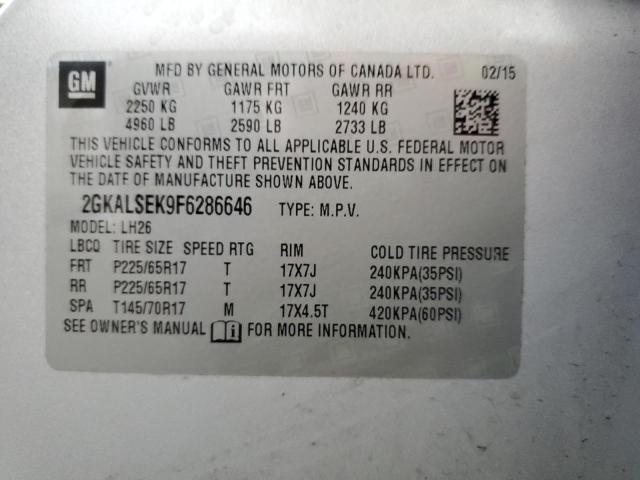 GM MFD BY GENERAL MOTORS OF CANADA LTD. 02/15
GVWR GAWR FRT GAWR RR
2250 KG 1175 KG 1240 KG
4960 LB 2590 LB 2733 LB
THIS VEHICLE CONFORMS TO ALL APPLICABLE U.S. FEDERAL MOTOR
VEHICLE SAFETY AND THEFT PREVENTION STANDARDS IN EFFECT ON
THE DATE OF MANUFACTURE SHOWN ABOVE.
2GKALSEK9F6286646 TYPE: M.P.V.
MODEL: LH26
LBCQ TIRE SIZE SPEED RTG RIM COLD TIRE PRESSURE
FRT P225/65R17 T 17X7J 240KPA(35PSI)
RR P225/65R17 T 17X7J 240KPA(35PSI)
SPA T145/70R17 M 17X4.5T 420KPA(60PSI)
SEE OWNER'S MANUAL i FOR MORE INFORMATION.